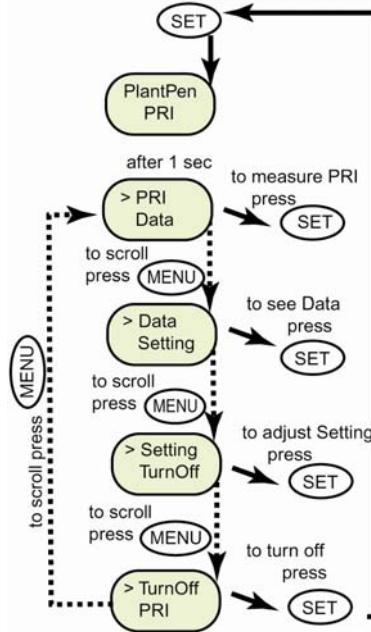 SET
PlantPen
PRI
after 1 sec
> PRI
Data
to measure PRI
press
SET
to scroll
press MENU
> Data
Setting
to see Data
press
SET
to scroll
press MENU
> Setting
TurnOff
to adjust Setting
press
SET
to scroll
press MENU
> TurnOff
PRI
to turn off
press
SET
to scroll press MENU